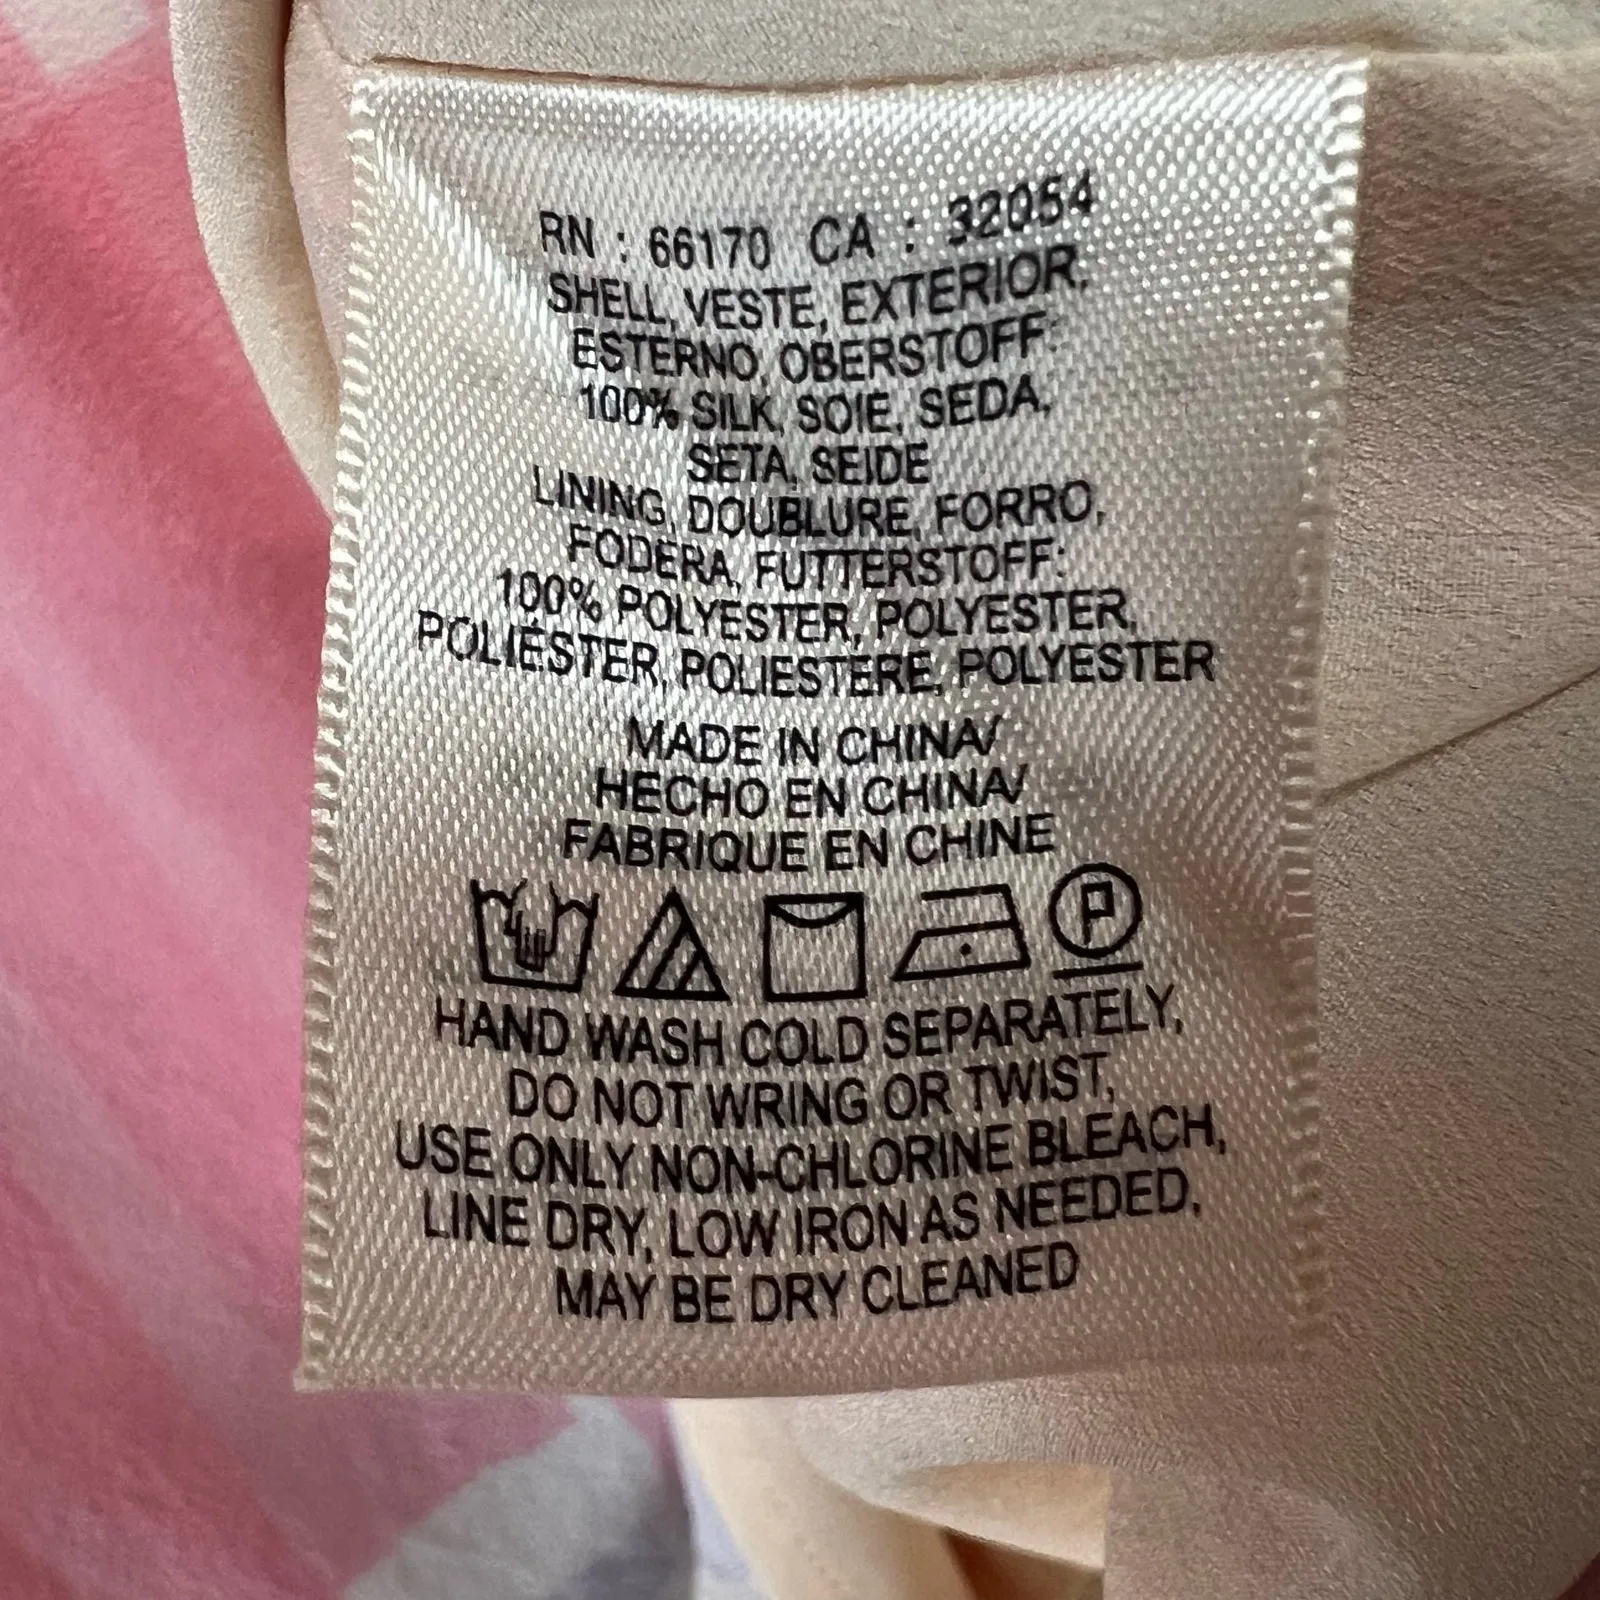 RN : 66170 CA : 32054
SHELL, VESTE, EXTERIOR,
ESTERNO, OBERSTOFF:
100% SILK, SOIE, SEDA,
SETA, SEIDE
LINING, DOUBLURE, FORRO,
FODERA, FUTTERSTOFF:
100% POLYESTER, POLYESTER,
POLIÉSTER, POLIESTERE, POLYESTER
MADE IN CHINA/
HECHO EN CHINA/
FABRIQUE EN CHINE
P
HAND WASH COLD SEPARATELY,
DO NOT WRING OR TWIST,
USE ONLY NON-CHLORINE BLEACH,
LINE DRY, LOW IRON AS NEEDED,
MAY BE DRY CLEANED